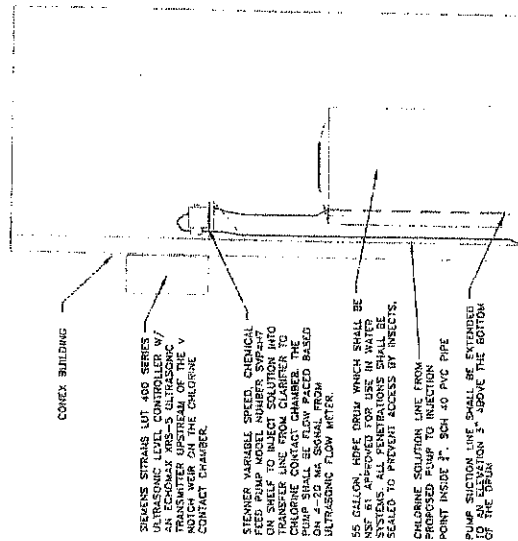 CONEX BUILDING
SIEMENS SITRANS LUT 400 SERIES
ULTRASONIC LEVEL CONTROLLER W/
AN ECHOMAX XRS-5 ULTRASONIC
TRANSMITTER UPSTREAM OF THE V
NOTCH WEIR ON THE CHLORINE
CONTACT CHAMBER.
STENNER VARIABLE SPEED, CHEMICAL
FEED PUMP MODEL NUMBER SVP4H7
ON SHELF TO INJECT SOLUTION INTO
TRANSFER LINE FROM CLARIFIER TO
CHLORINE CONTACT CHAMBER. THE
PUMP SHALL BE FLOW PACED BASED
ON 4-20 MA SIGNAL FROM
ULTRASONIC FLOW METER.
55 GALLON, HDPE DRUM WHICH SHALL BE
NSF 61 APPROVED FOR USE IN WATER
SYSTEMS. ALL PENETRATIONS SHALL BE
SEALED TO PREVENT ACCESS BY INSECTS.
CHLORINE SOLUTION LINE FROM
PROPOSED PUMP TO INJECTION
POINT INSIDE 3" SCH 40 PVC PIPE
PUMP SUCTION LINE SHALL BE EXTENDED
TO AN ELEVATION 3" ABOVE THE BOTTOM
OF THE DRUM